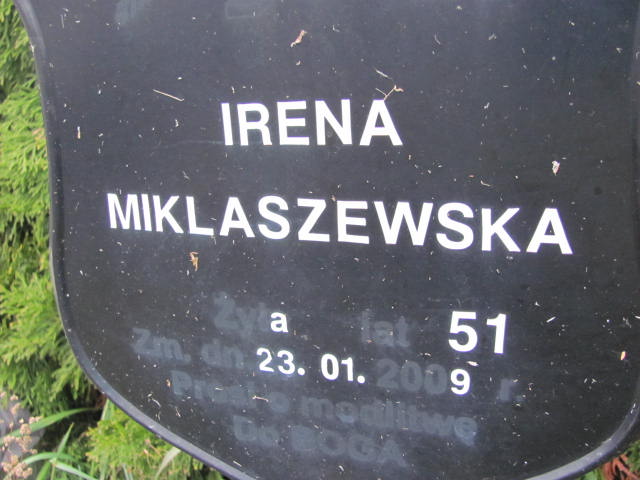 IRENA
MIKLASZEWSKA
Żyła lat 51
Zm. dn. 23. 01. 2009 r.
Prosi o modlitwę
Do BOGA